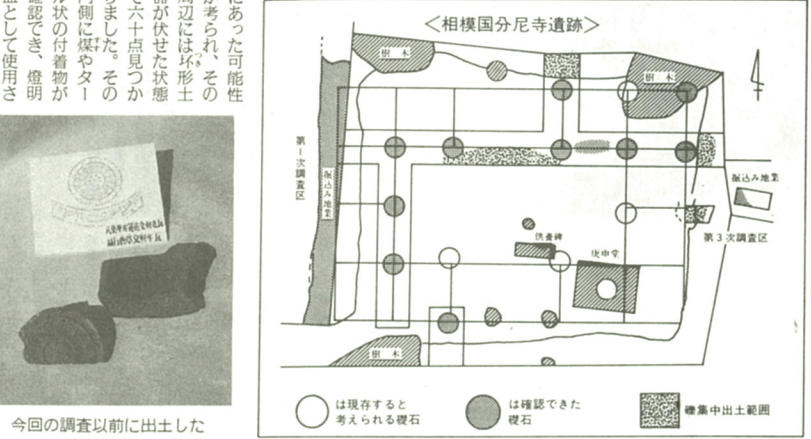 にあった可能性
が考えられ、その
周辺には坏形土
器が伏せた状態
で六十点見つか
りました。その
内側に煤やター
ル状の付着物が
確認でき、燈明
皿として使用さ
今回の調査以前に出土した
＜相模国分尼寺遺跡＞
樹木
樹木
第1次調査区
掘込み地業
掘込み地業
第3次調査区
供養碑
庚申堂
樹木
は現存すると
考えられる礎石
は確認できた
礎石
礫集中出土範囲